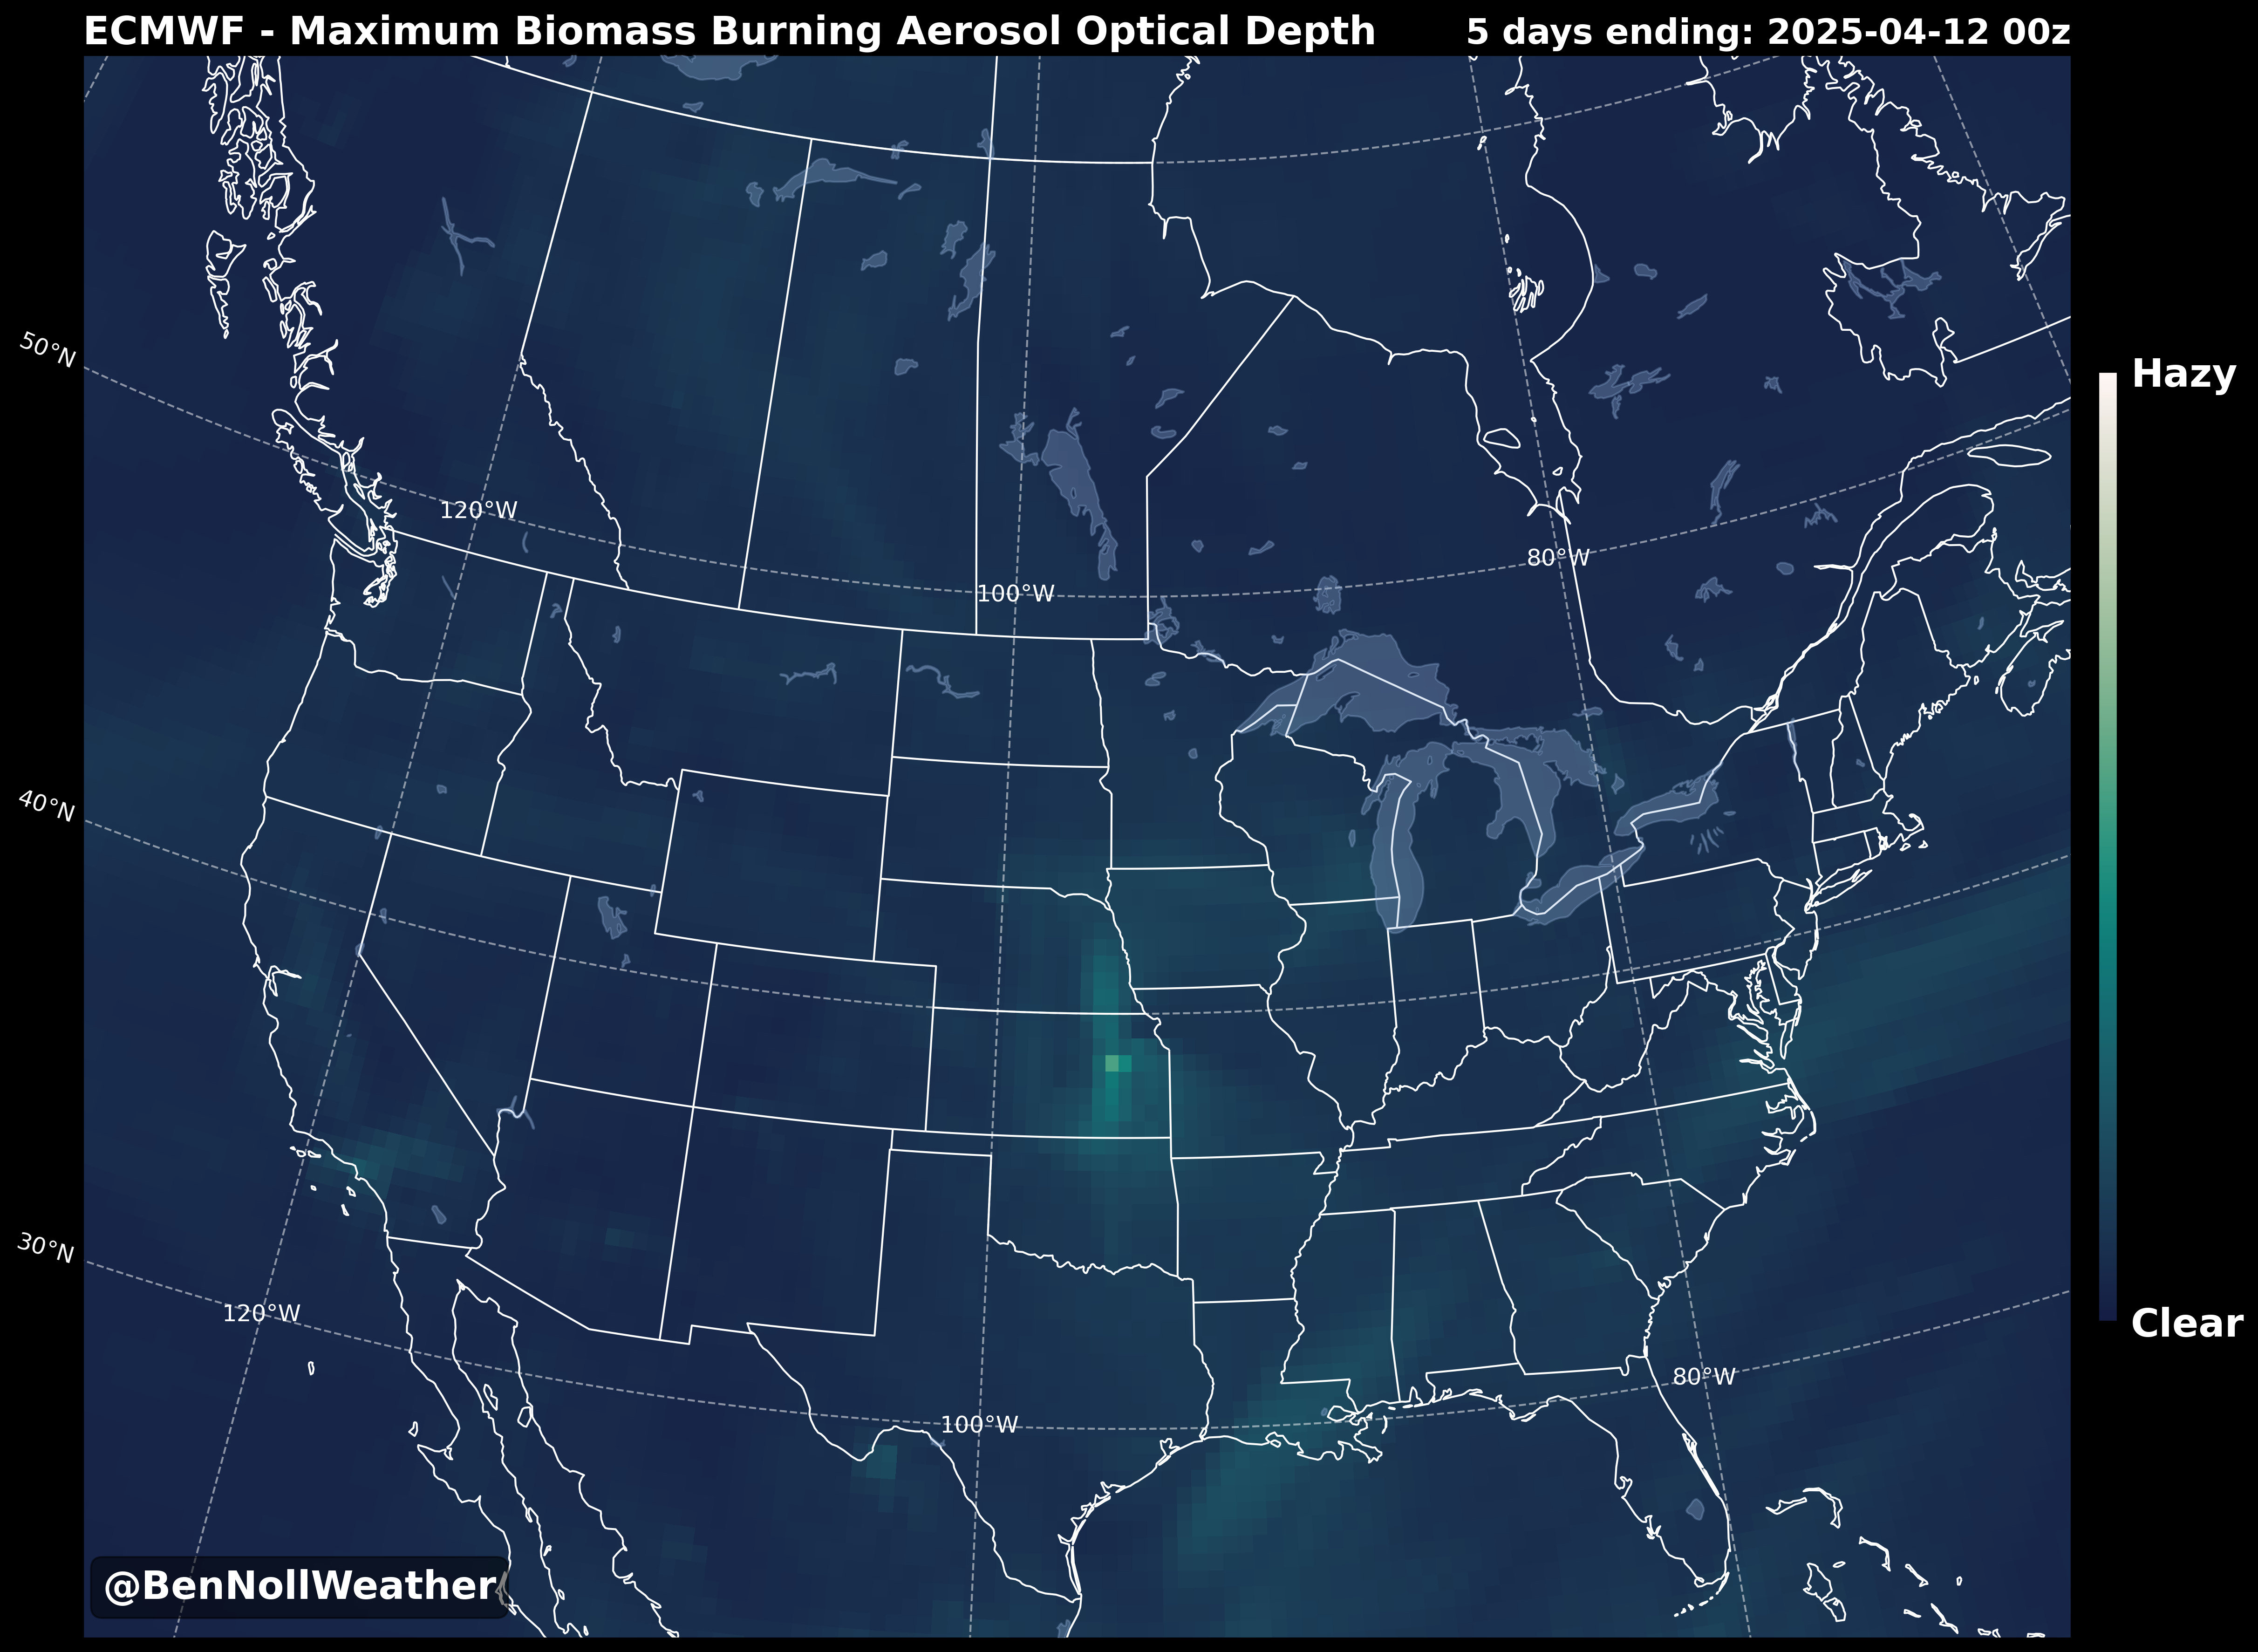 ECMWF - Maximum Biomass Burning Aerosol Optical Depth
5 days ending: 2025-04-12 00z
50°N
Hazy
120°W
80°W
100°W
40°N
30°N
120°W
Clear
80°W
100°W
@BenNollWeather